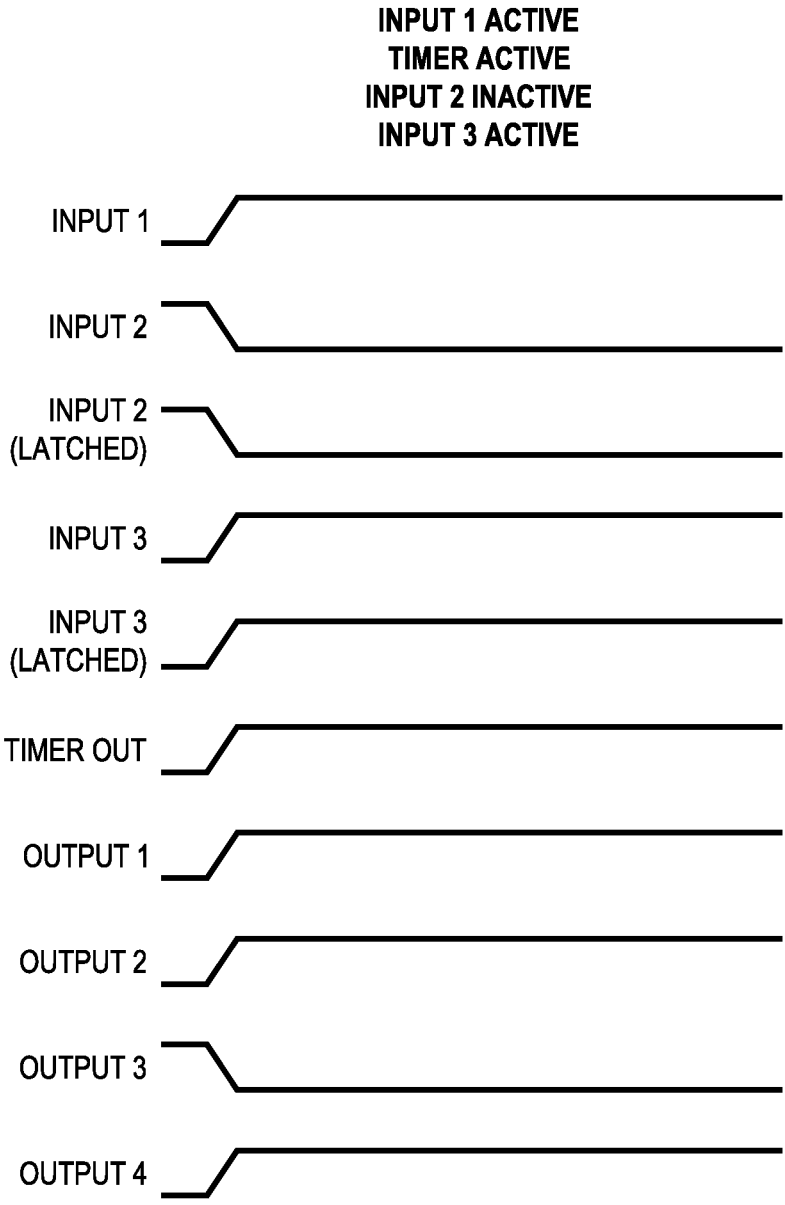 INPUT 1 ACTIVE
TIMER ACTIVE
INPUT 2 INACTIVE
INPUT 3 ACTIVE
INPUT 1
INPUT 2
INPUT 2
(LATCHED)
INPUT 3
INPUT 3
(LATCHED)
TIMER OUT
OUTPUT 1
OUTPUT 2
OUTPUT 3
OUTPUT 4